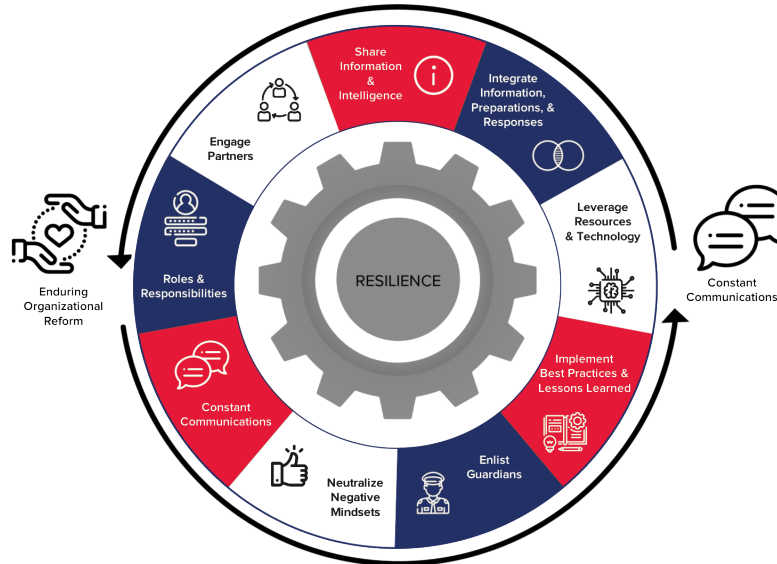 Share
Information
&
Intelligence
Integrate
Information,
Preparations, &
Responses
Leverage
Resources
& Technology
Implement
Best Practices &
Lessons Learned
Enlist
Guardians
Neutralize
Negative
Mindsets
Constant
Communications
Roles &
Responsibilities
Engage
Partners
RESILIENCE
Enduring
Organizational
Reform
Constant
Communications